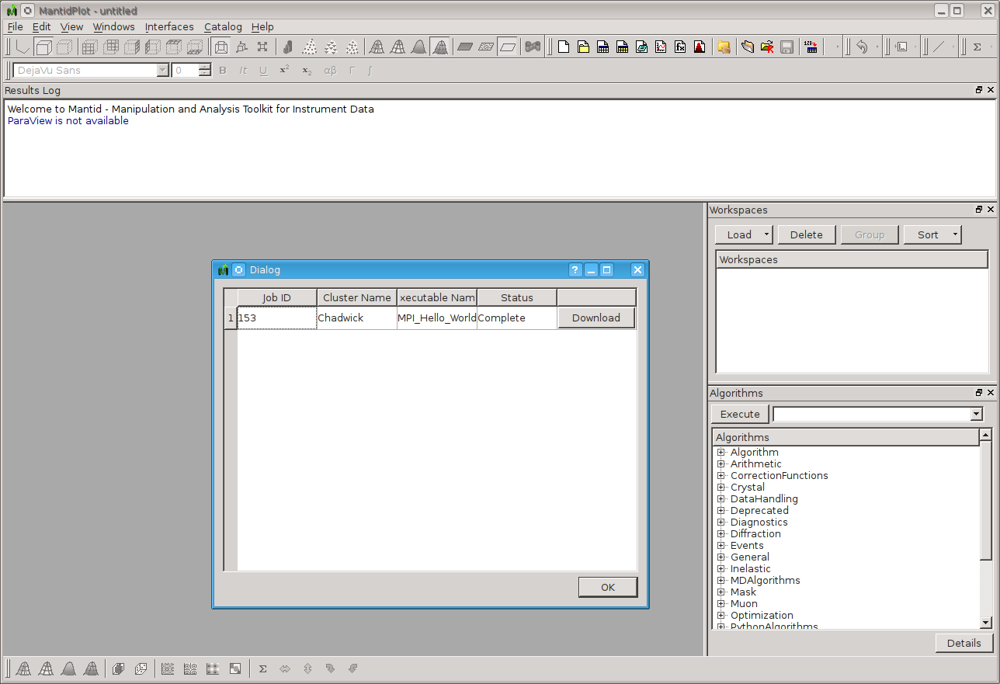 MantidPlot - untitled
File Edit View Windows Interfaces Catalog Help
DejaVu Sans 0 B It U x² x₂ αβ Γ ∫
Results Log
Welcome to Mantid - Manipulation and Analysis Toolkit for Instrument Data
ParaView is not available
Workspaces
Load Delete Group Sort
Workspaces
Dialog
Job ID Cluster Name xecutable Nam Status
1 153 Chadwick MPI_Hello_World Complete Download
OK
Algorithms
Execute
Algorithms
Algorithm
Arithmetic
CorrectionFunctions
Crystal
DataHandling
Deprecated
Diagnostics
Diffraction
Events
General
Inelastic
MDAlgorithms
Mask
Muon
Optimization
PythonAlgorithms
Details